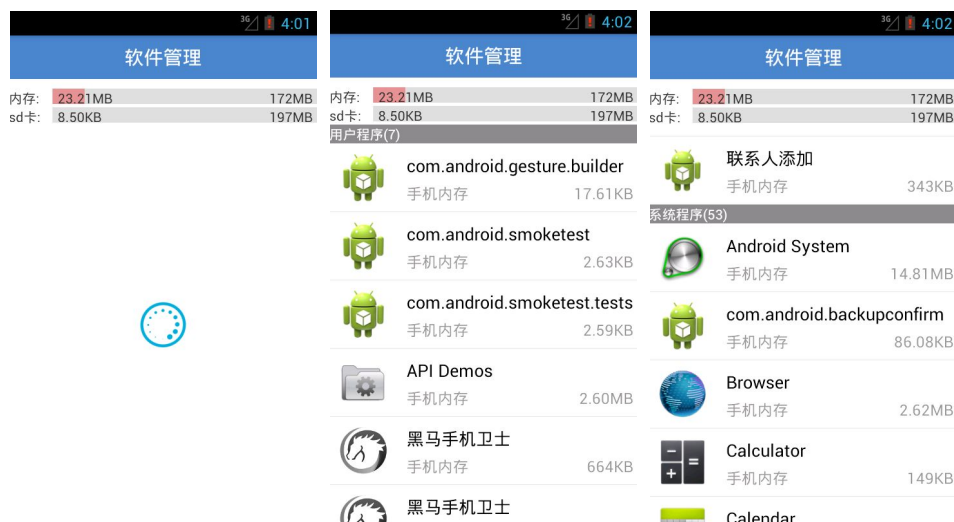 3G 4:01
软件管理
内存: 23.21MB 172MB
sd卡: 8.50KB 197MB
3G 4:02
软件管理
内存: 23.21MB 172MB
sd卡: 8.50KB 197MB
用户程序(7)
com.android.gesture.builder
手机内存 17.61KB
com.android.smoketest
手机内存 2.63KB
com.android.smoketest.tests
手机内存 2.59KB
API Demos
手机内存 2.60MB
黑马手机卫士
手机内存 664KB
黑马手机卫士
3G 4:02
软件管理
内存: 23.21MB 172MB
sd卡: 8.50KB 197MB
联系人添加
手机内存 343KB
系统程序(53)
Android System
手机内存 14.81MB
com.android.backupconfirm
手机内存 86.08KB
Browser
手机内存 2.62MB
Calculator
手机内存 149KB
Calendar